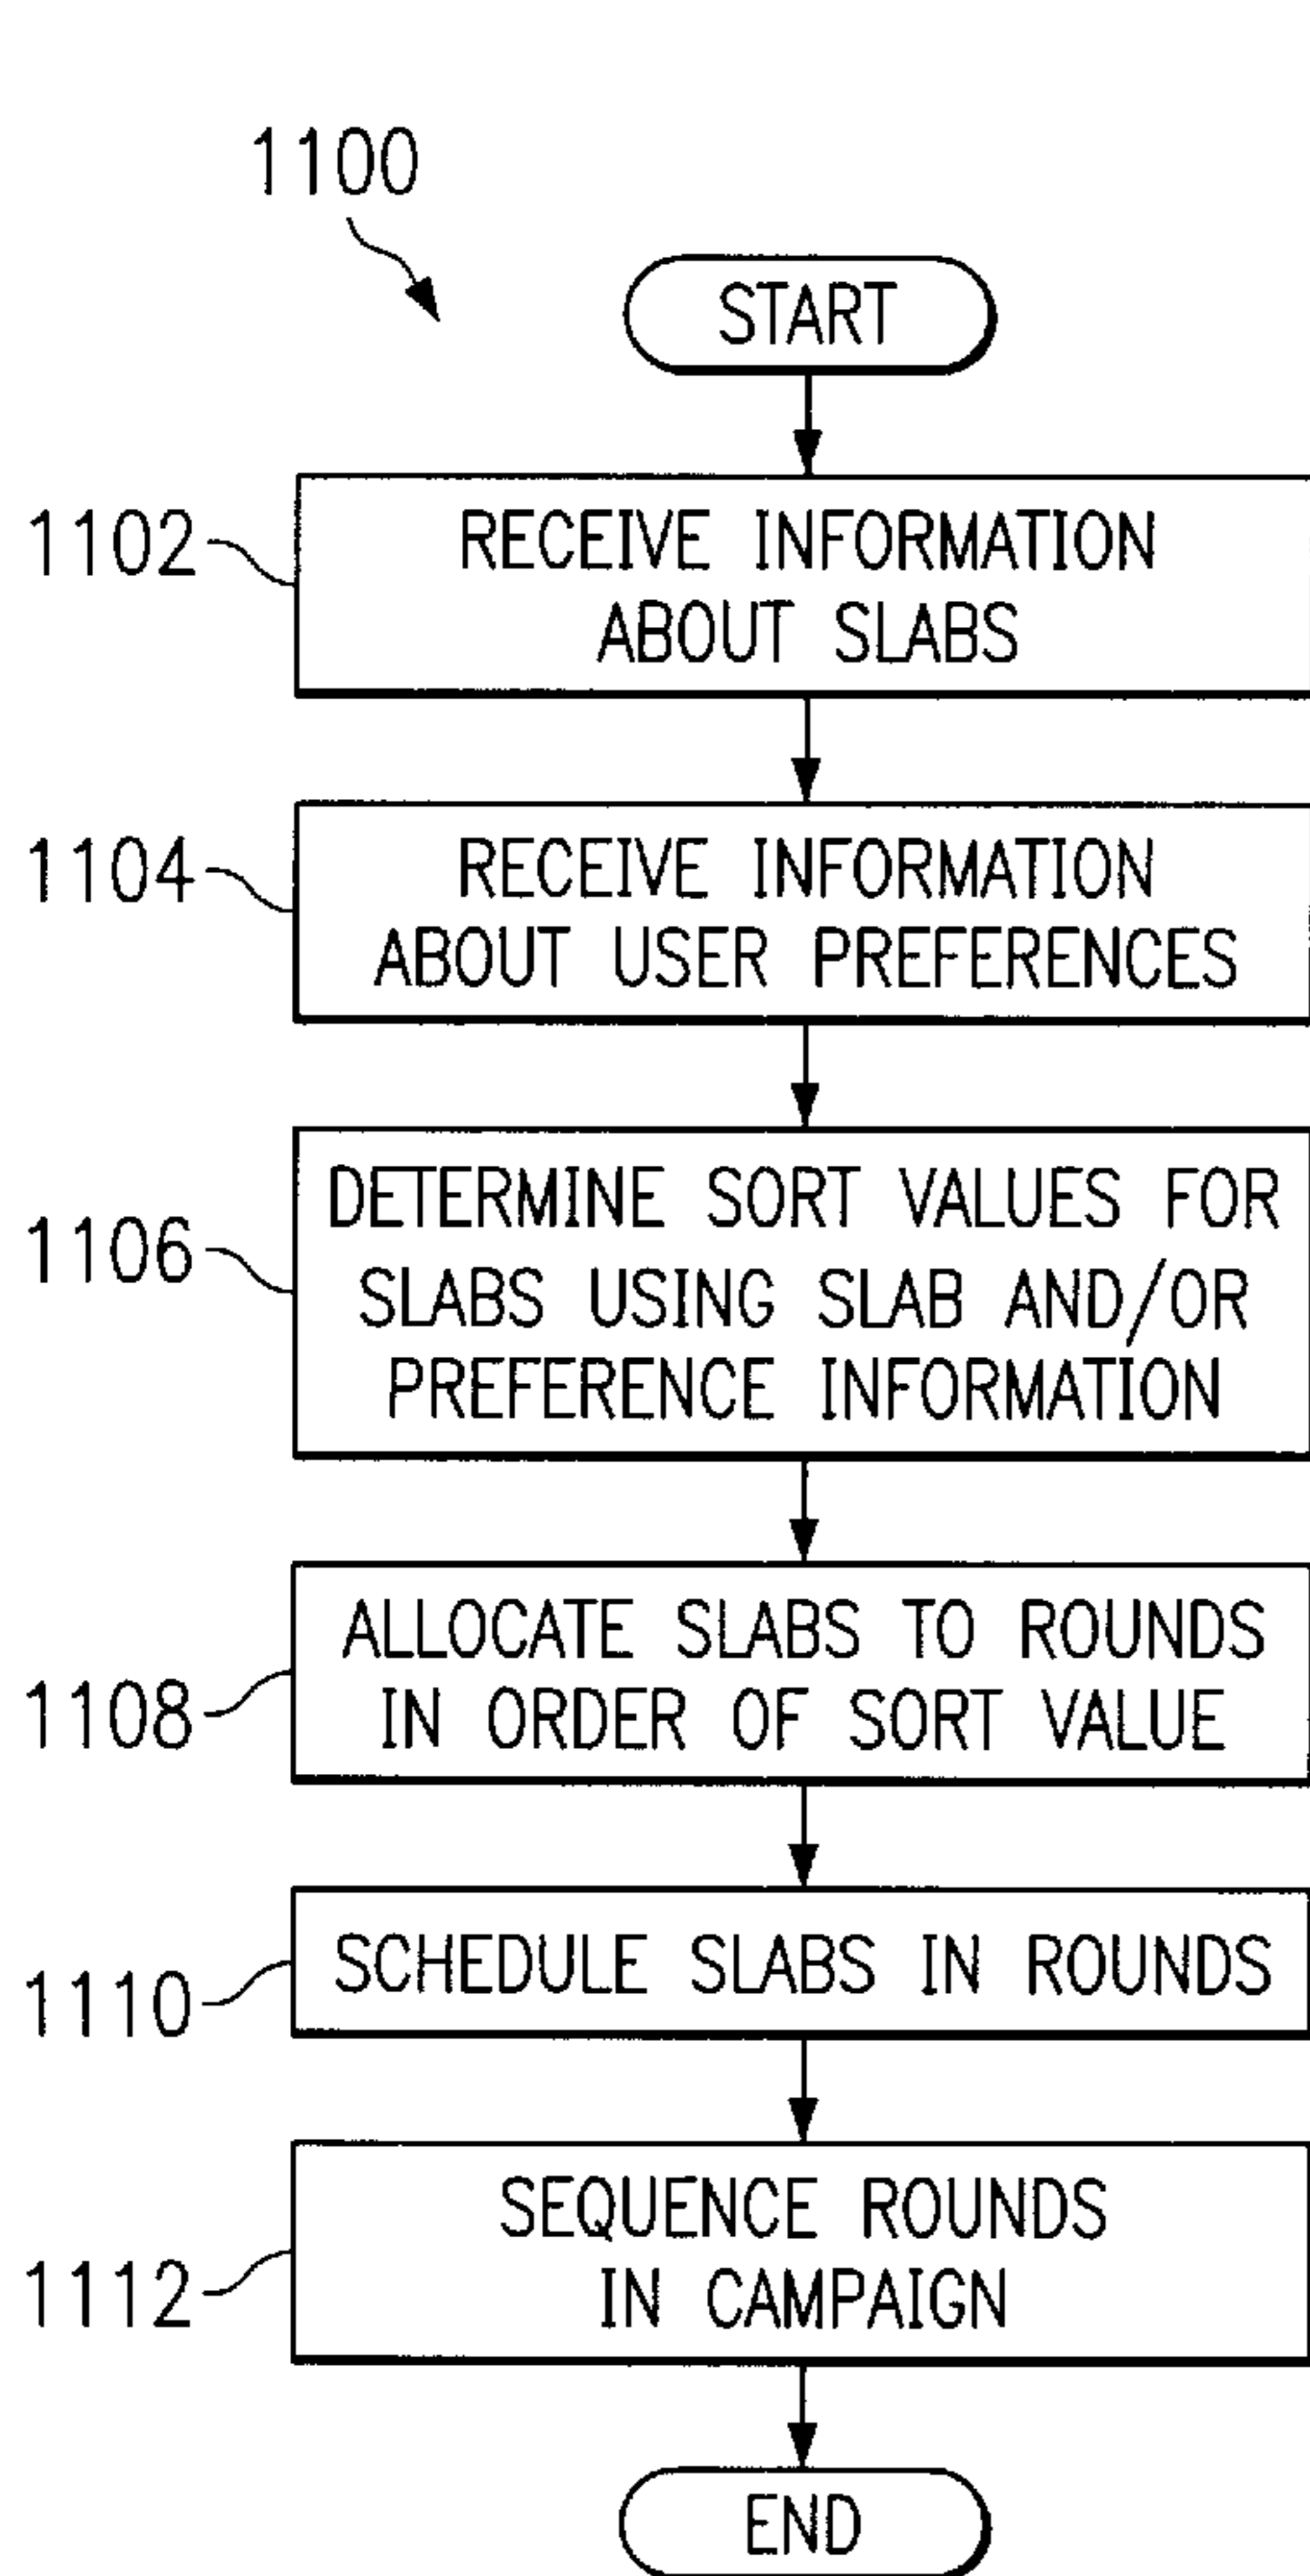 1100
START
1102
RECEIVE INFORMATION
ABOUT SLABS
1104
RECEIVE INFORMATION
ABOUT USER PREFERENCES
1106
DETERMINE SORT VALUES FOR
SLABS USING SLAB AND/OR
PREFERENCE INFORMATION
1108
ALLOCATE SLABS TO ROUNDS
IN ORDER OF SORT VALUE
1110
SCHEDULE SLABS IN ROUNDS
1112
SEQUENCE ROUNDS
IN CAMPAIGN
END